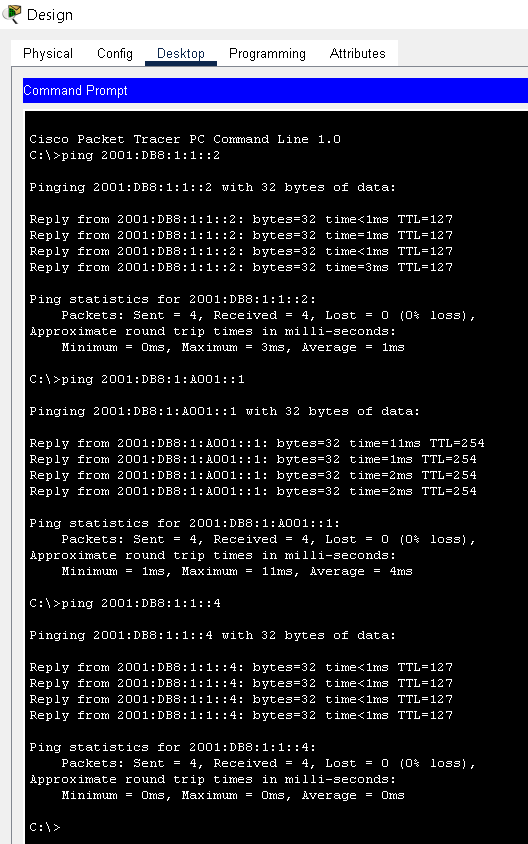 Design
Physical Config Desktop Programming Attributes
Command Prompt
Cisco Packet Tracer PC Command Line 1.0
C:\>ping 2001:DB8:1:1::2
Pinging 2001:DB8:1:1::2 with 32 bytes of data:
Reply from 2001:DB8:1:1::2: bytes=32 time<1ms TTL=127
Reply from 2001:DB8:1:1::2: bytes=32 time=1ms TTL=127
Reply from 2001:DB8:1:1::2: bytes=32 time<1ms TTL=127
Reply from 2001:DB8:1:1::2: bytes=32 time=3ms TTL=127
Ping statistics for 2001:DB8:1:1::2:
Packets: Sent = 4, Received = 4, Lost = 0 (0% loss),
Approximate round trip times in milli-seconds:
Minimum = 0ms, Maximum = 3ms, Average = 1ms
C:\>ping 2001:DB8:1:A001::1
Pinging 2001:DB8:1:A001::1 with 32 bytes of data:
Reply from 2001:DB8:1:A001::1: bytes=32 time=11ms TTL=254
Reply from 2001:DB8:1:A001::1: bytes=32 time=1ms TTL=254
Reply from 2001:DB8:1:A001::1: bytes=32 time=2ms TTL=254
Reply from 2001:DB8:1:A001::1: bytes=32 time=2ms TTL=254
Ping statistics for 2001:DB8:1:A001::1:
Packets: Sent = 4, Received = 4, Lost = 0 (0% loss),
Approximate round trip times in milli-seconds:
Minimum = 1ms, Maximum = 11ms, Average = 4ms
C:\>ping 2001:DB8:1:1::4
Pinging 2001:DB8:1:1::4 with 32 bytes of data:
Reply from 2001:DB8:1:1::4: bytes=32 time<1ms TTL=127
Reply from 2001:DB8:1:1::4: bytes=32 time<1ms TTL=127
Reply from 2001:DB8:1:1::4: bytes=32 time<1ms TTL=127
Reply from 2001:DB8:1:1::4: bytes=32 time<1ms TTL=127
Ping statistics for 2001:DB8:1:1::4:
Packets: Sent = 4, Received = 4, Lost = 0 (0% loss),
Approximate round trip times in milli-seconds:
Minimum = 0ms, Maximum = 0ms, Average = 0ms
C:\>